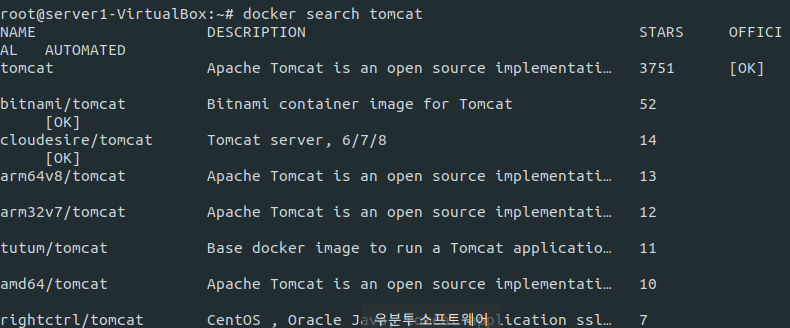 root@server1-VirtualBox:~# docker search tomcat
NAME DESCRIPTION STARS OFFICI
AL AUTOMATED
tomcat Apache Tomcat is an open source implementati… 3751 [OK]
bitnami/tomcat Bitnami container image for Tomcat 52
[OK]
cloudesire/tomcat Tomcat server, 6/7/8 14
[OK]
arm64v8/tomcat Apache Tomcat is an open source implementati… 13
arm32v7/tomcat Apache Tomcat is an open source implementati… 12
tutum/tomcat Base docker image to run a Tomcat applicatio… 11
amd64/tomcat Apache Tomcat is an open source implementati… 10
rightctrl/tomcat CentOS , Oracle application ssl… 7
우분투 소프트웨어